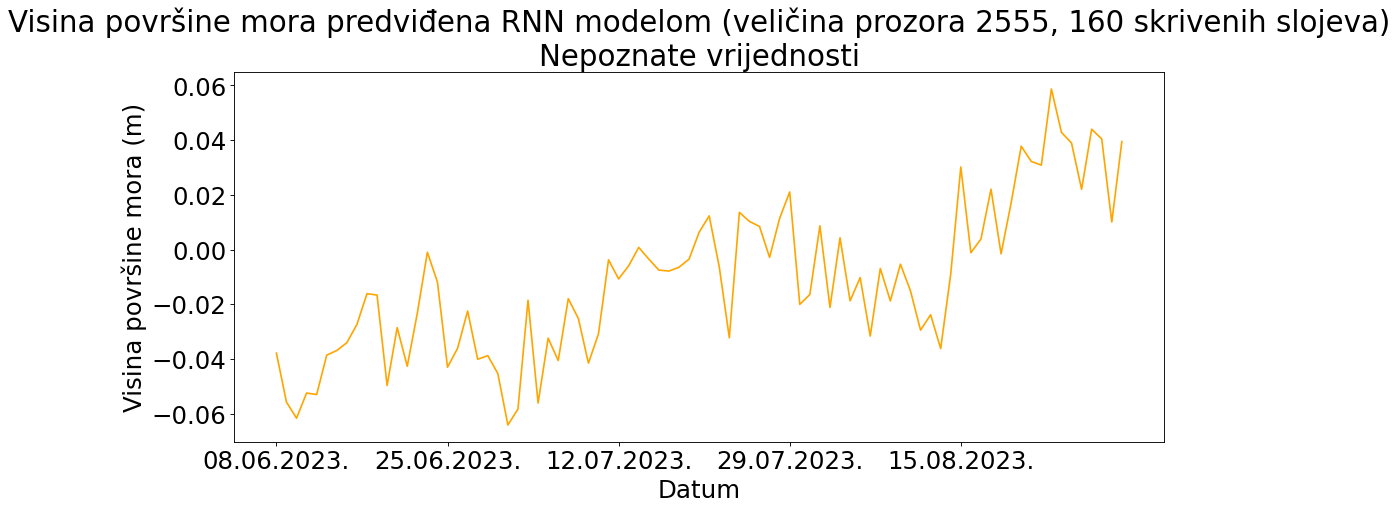 Visina površine mora predviđena RNN modelom (veličina prozora 2555, 160 skrivenih slojeva)
Nepoznate vrijednosti
Visina površine mora (m)
0.06
0.04
0.02
0.00
−0.02
−0.04
−0.06
08.06.2023. 25.06.2023. 12.07.2023. 29.07.2023. 15.08.2023.
Datum